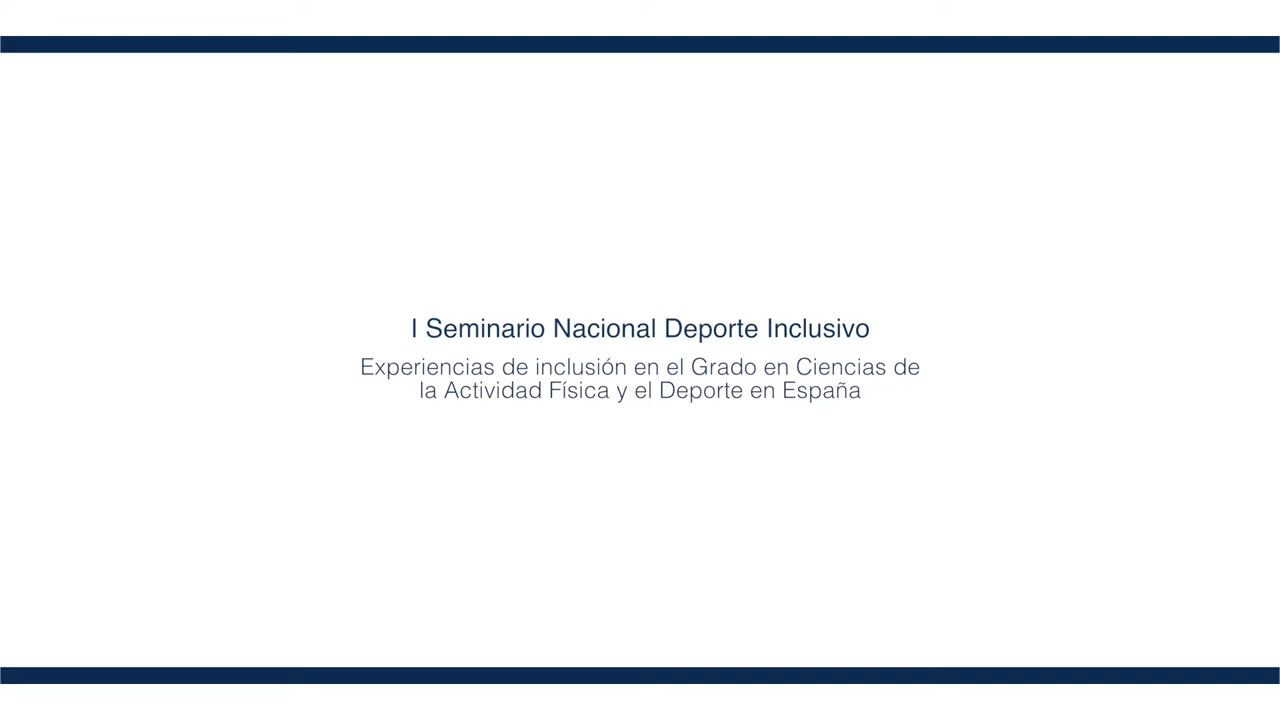 I Seminario Nacional Deporte Inclusivo
Experiencias de inclusión en el Grado en Ciencias de
la Actividad Física y el Deporte en España